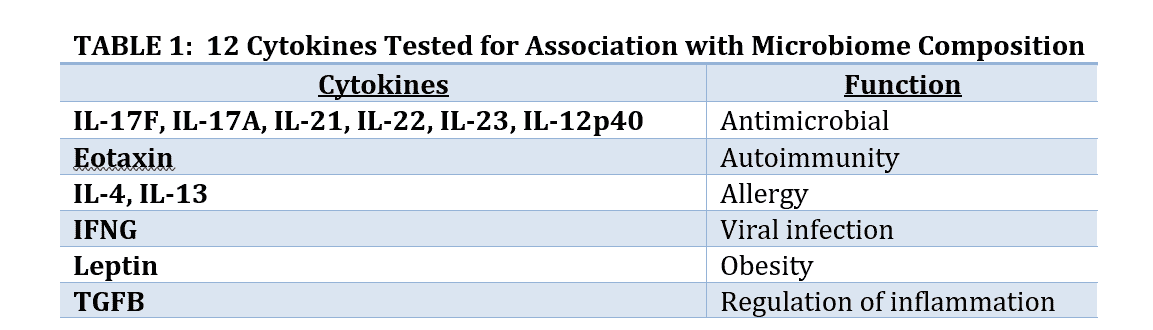 TABLE 1:  12 Cytokines Tested for Association with Microbiome Composition
Cytokines Function
IL-17F, IL-17A, IL-21, IL-22, IL-23, IL-12p40 Antimicrobial
Eotaxin Autoimmunity
IL-4, IL-13 Allergy
IFNG Viral infection
Leptin Obesity
TGFB Regulation of inflammation